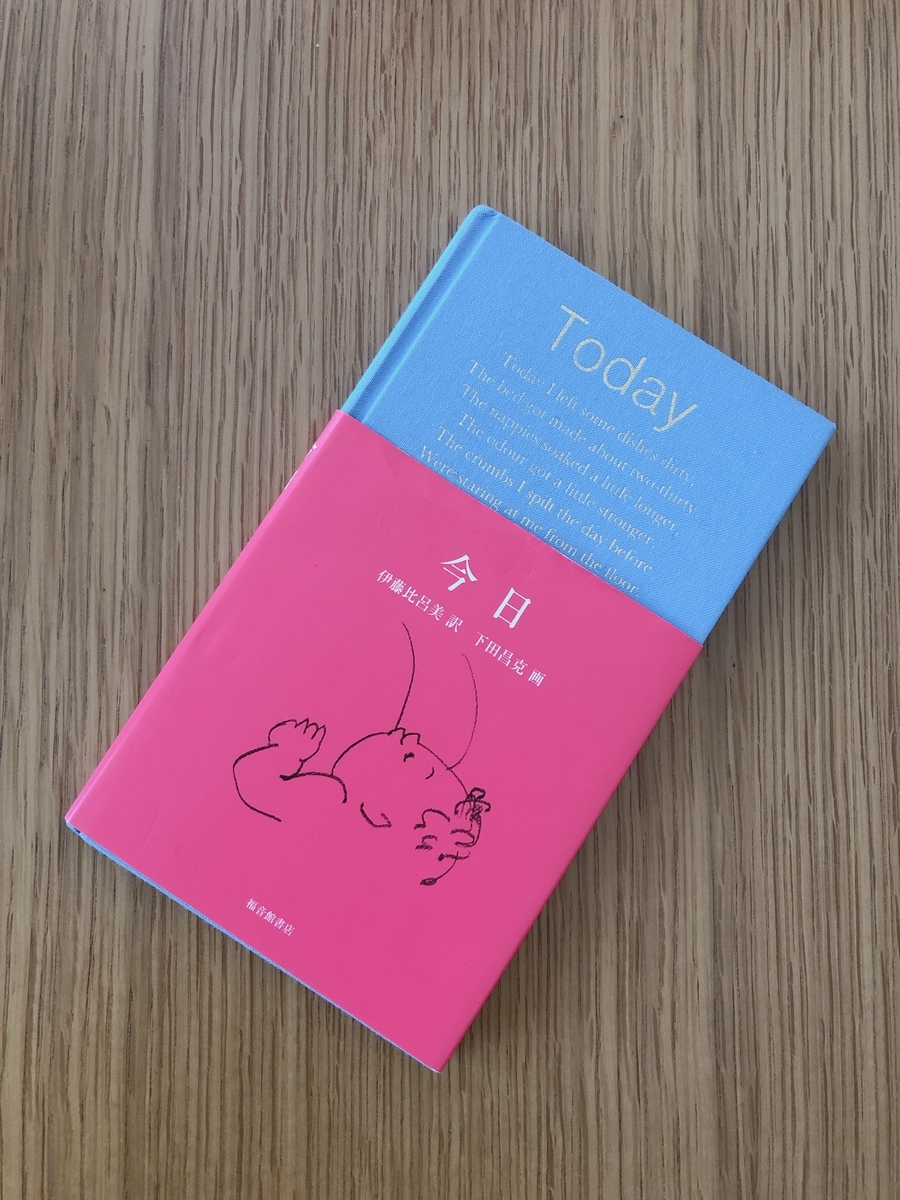 Today
Today I left some dishes dirty,
The bed got made about two-thirty.
The nappies soaked a little longer,
The odour got a little stronger.
The crumbs I spilt the day before
Were staring at me from the floor.
今日
伊藤比呂美 訳 下田昌克 画
福音館書店